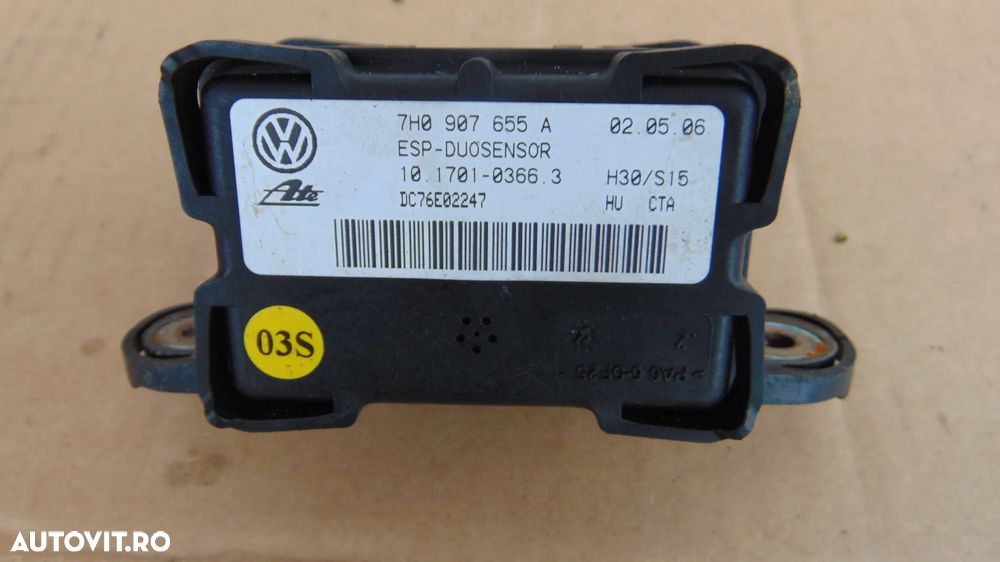 7H0 907 655 A 02.05.06
ESP-DUOSENSOR
10.1701-0366.3 H30/S15
Ate DC76E02247 HU CTA
03S
2
AUTOVIT.RO